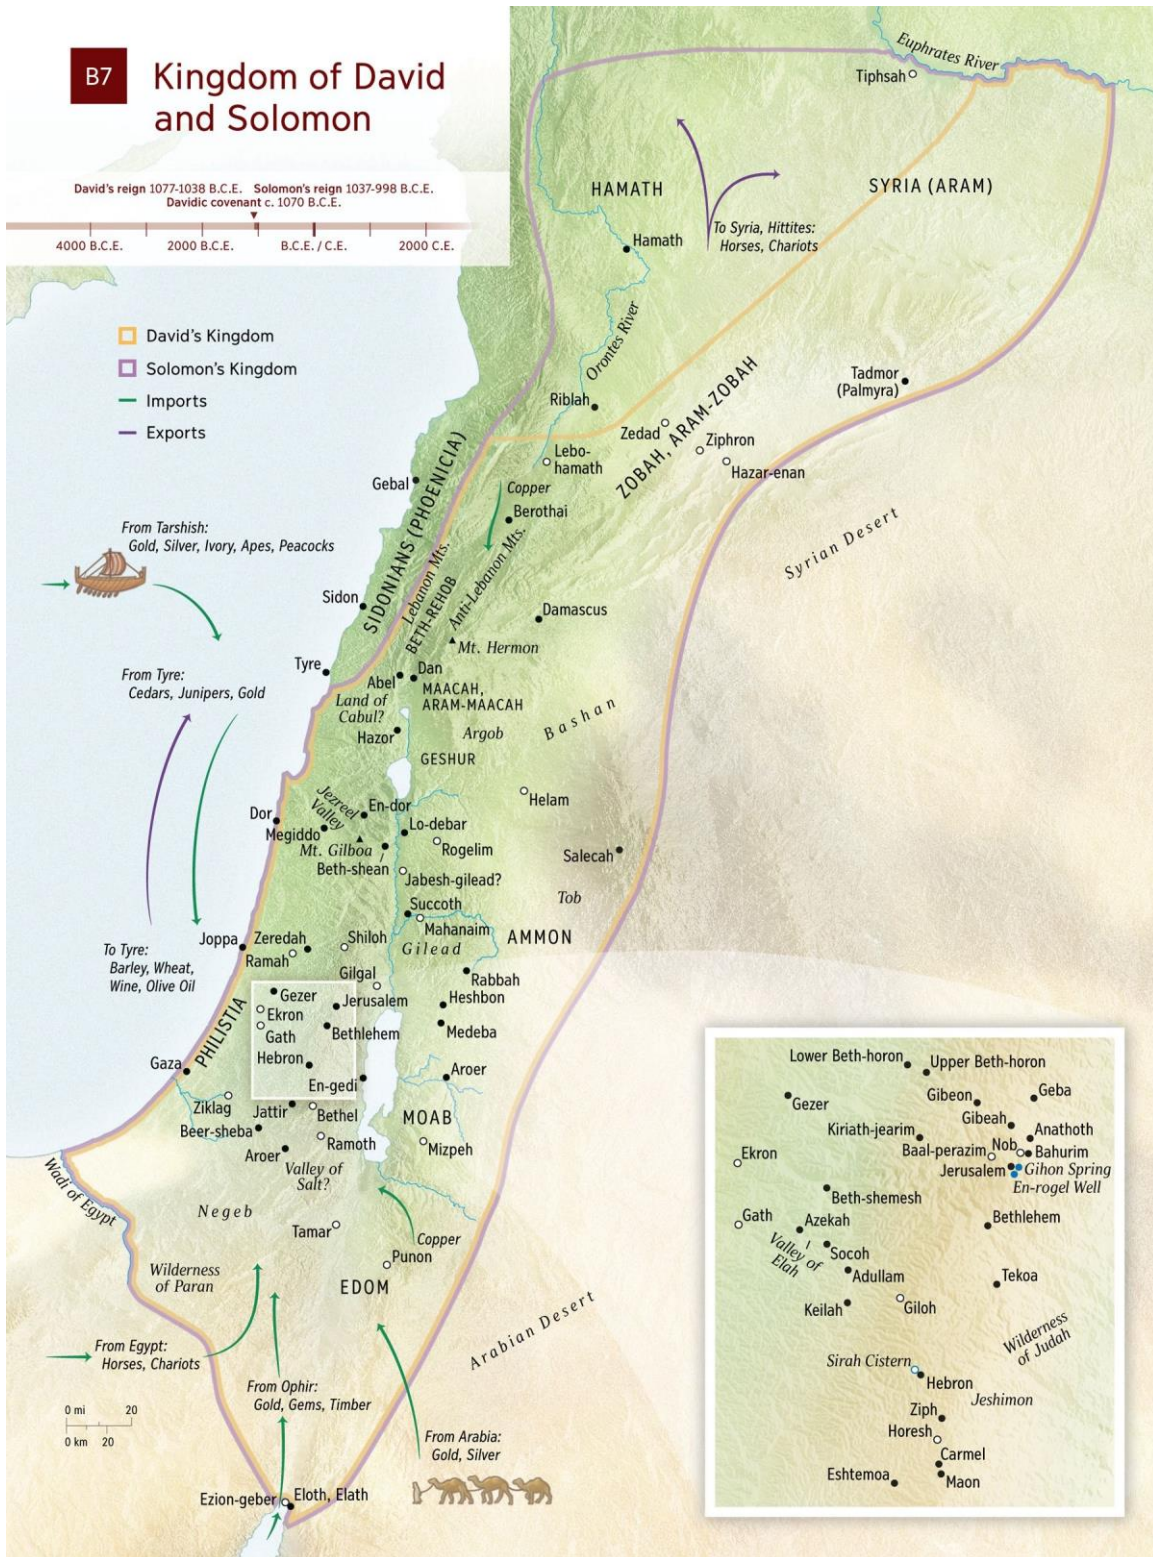 B7
Kingdom of David
and Solomon
David's reign 1077-1038 B.C.E. Solomon's reign 1037-998 B.C.E.
Davidic covenant c. 1070 B.C.E.
4000 B.C.E.
2000 B.C.E.
B.C.E. / C.E.
2000 C.E.
David's Kingdom
Solomon's Kingdom
Imports
Exports
Euphrates River
Tiphsah
HAMATH
SYRIA (ARAM)
To Syria, Hittites:
Horses, Chariots
Hamath
Orontes River
Riblah
Tadmor
(Palmyra)
Zedad
ZOBAH, ARAM-ZOBAH
Ziphron
Hazar-enan
Lebo-
hamath
Gebal
SIDONIANS (PHOENICIA)
Copper
Berothai
Syrian Desert
From Tarshish:
Gold, Silver, Ivory, Apes, Peacocks
Lebanon Mts.
BETH-REHOB
Anti-Lebanon Mts.
Sidon
Damascus
Mt. Hermon
Tyre
From Tyre:
Cedars, Junipers, Gold
Abel
Dan
MAACAH,
ARAM-MAACAH
Land of
Cabul?
Hazor
Argob
Bashan
GESHUR
Helam
Jezreel
Valley
En-dor
Dor
Megiddo
Lo-debar
Mt. Gilboa
Rogelim
Beth-shean
Salecah
Jabesh-gilead?
Tob
Succoth
Mahanaim
Gilead
AMMON
Joppa
Zeredah
Shiloh
Ramah
To Tyre:
Barley, Wheat,
Wine, Olive Oil
Gilgal
Rabbah
Gezer
Jerusalem
Heshbon
Ekron
Gath
Bethlehem
Medeba
PHILISTIA
Hebron
Gaza
En-gedi
Aroer
Ziklag
Jattir
Bethel
MOAB
Beer-sheba
Ramoth
Mizpeh
Aroer
Valley of
Salt?
Wadi of Egypt
Negeb
Tamar
Copper
Punon
Wilderness
of Paran
EDOM
Arabian Desert
From Egypt:
Horses, Chariots
From Ophir:
Gold, Gems, Timber
0 mi 20
0 km 20
From Arabia:
Gold, Silver
Ezion-geber
Eloth, Elath
Lower Beth-horon
Upper Beth-horon
Gezer
Gibeon
Geba
Gibeah
Kiriath-jearim
Anathoth
Baal-perazim
Nob
Bahurim
Ekron
Jerusalem
Gihon Spring
En-rogel Well
Beth-shemesh
Gath
Azekah
Bethlehem
Valley of
Elah
Socoh
Adullam
Tekoa
Keilah
Giloh
Wilderness
of Judah
Sirah Cistern
Hebron
Jeshimon
Ziph
Horesh
Carmel
Eshtemoa
Maon